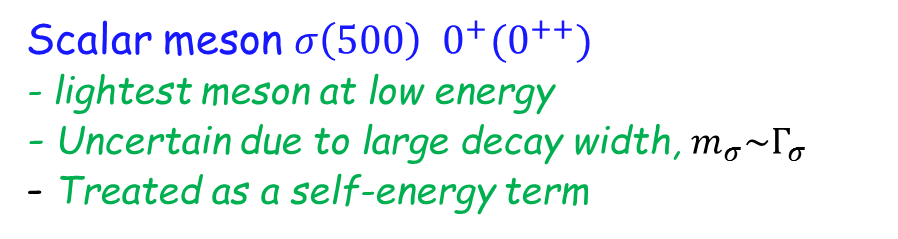 Scalar meson σ(500) 0⁺(0⁺⁺)
- lightest meson at low energy
- Uncertain due to large decay width, m_σ~Γ_σ
- Treated as a self-energy term